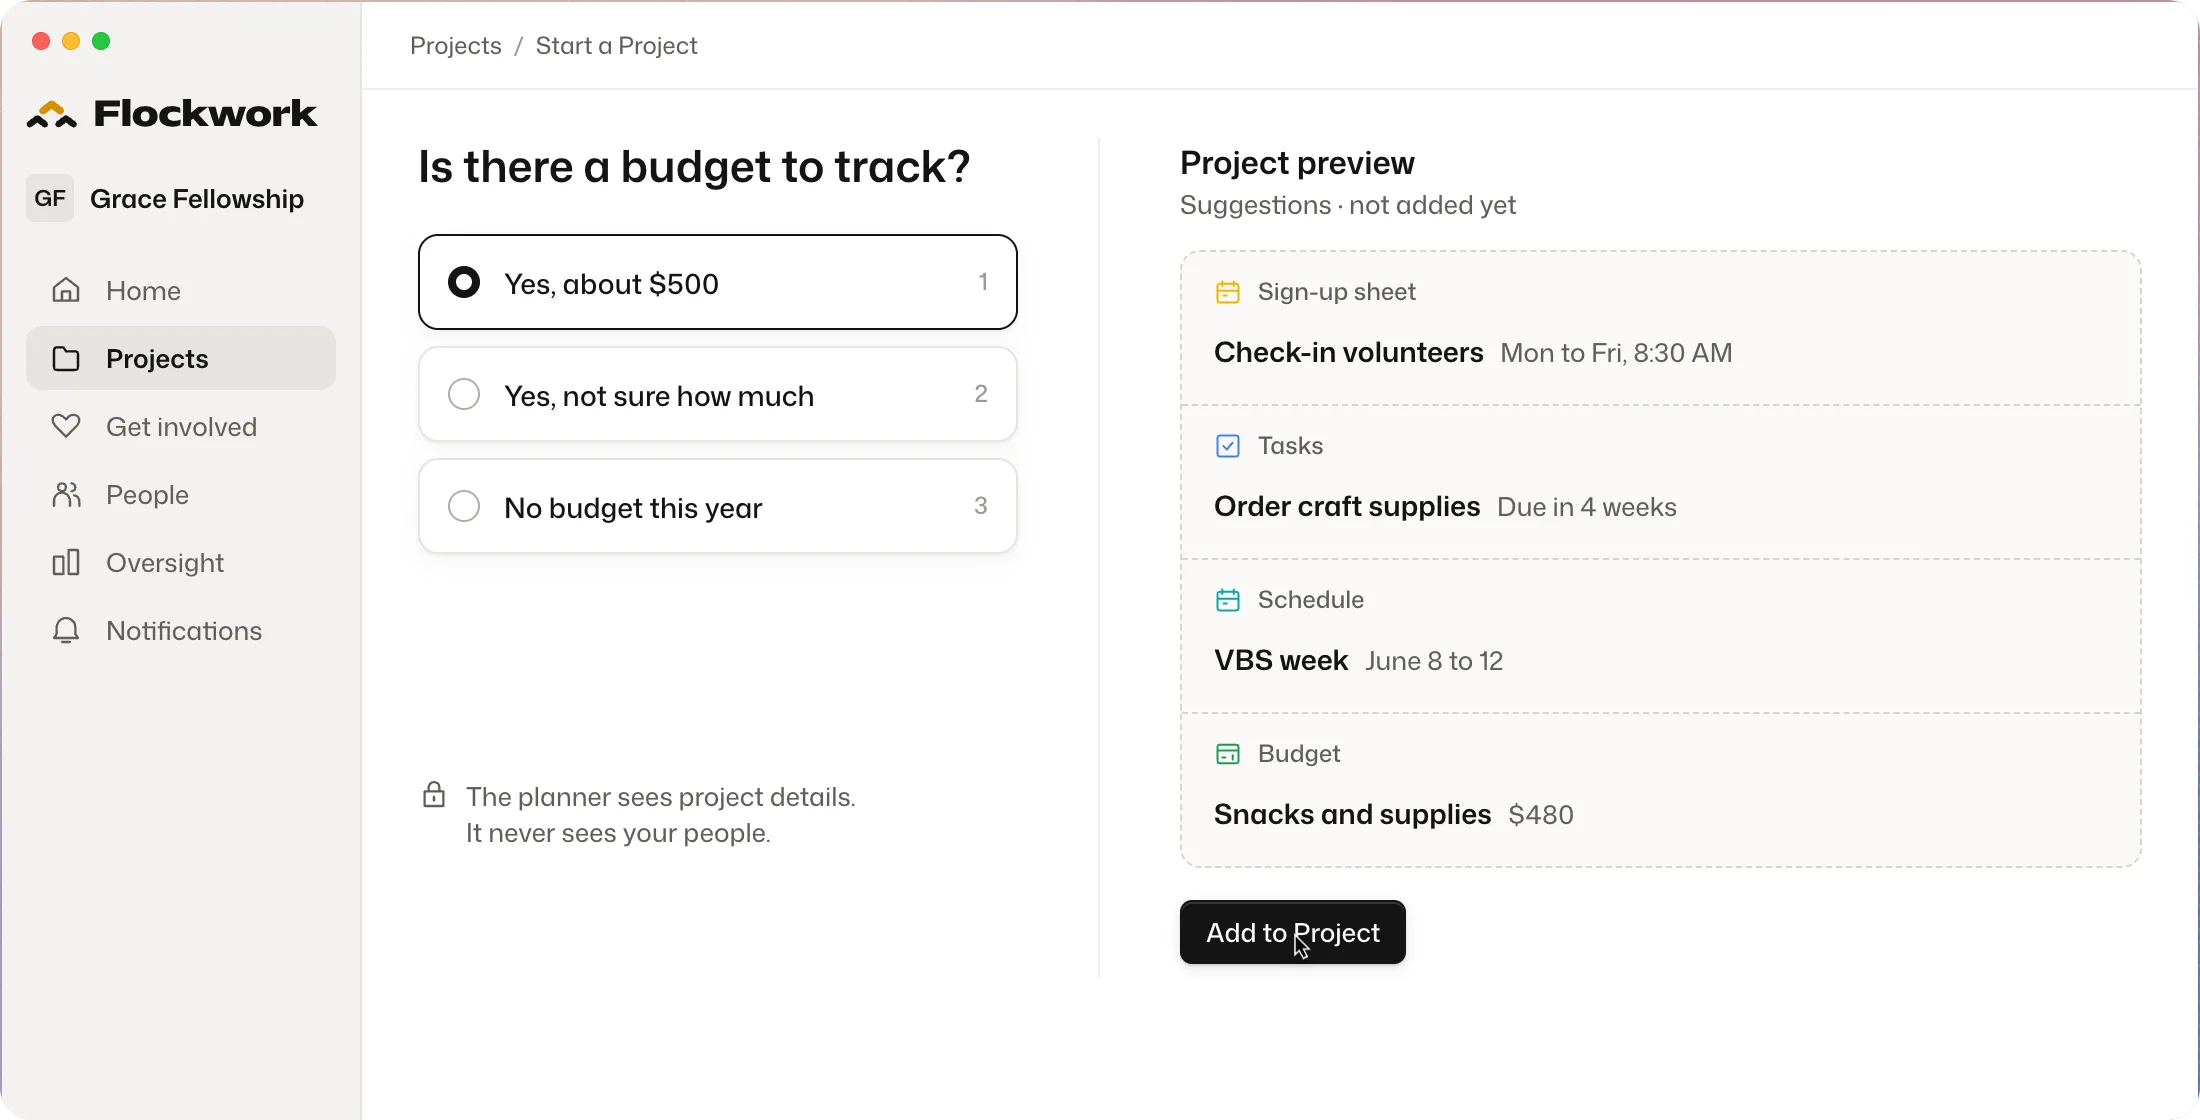 Flockwork
GF Grace Fellowship
Home
Projects
Get involved
People
Oversight
Notifications
Projects / Start a Project
Is there a budget to track?
Yes, about $500 1
Yes, not sure how much 2
No budget this year 3
The planner sees project details.
It never sees your people.
Project preview
Suggestions · not added yet
Sign-up sheet
Check-in volunteers Mon to Fri, 8:30 AM
Tasks
Order craft supplies Due in 4 weeks
Schedule
VBS week June 8 to 12
Budget
Snacks and supplies $480
Add to Project